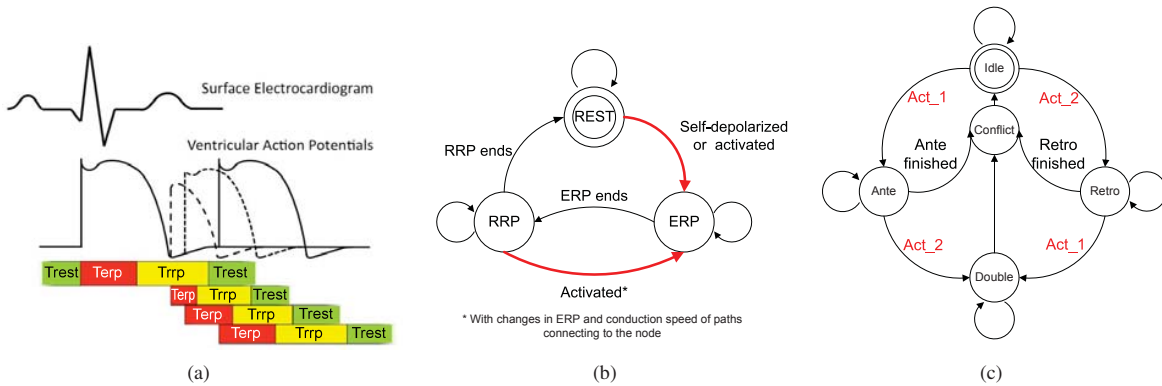 Surface Electrocardiogram
Ventricular Action Potentials
Trest Terp Trrp Trest
Terp Trrp Trest
Terp Trrp Trest
Terp Trrp Trest
(a)
REST
Self-depolarized
or activated
RRP ends
ERP ends
RRP
ERP
Activated*
* With changes in ERP and conduction speed of paths
connecting to the node
(b)
Idle
Act_1
Act_2
Conflict
Ante
finished
Retro
finished
Ante
Retro
Act_2
Act_1
Double
(c)